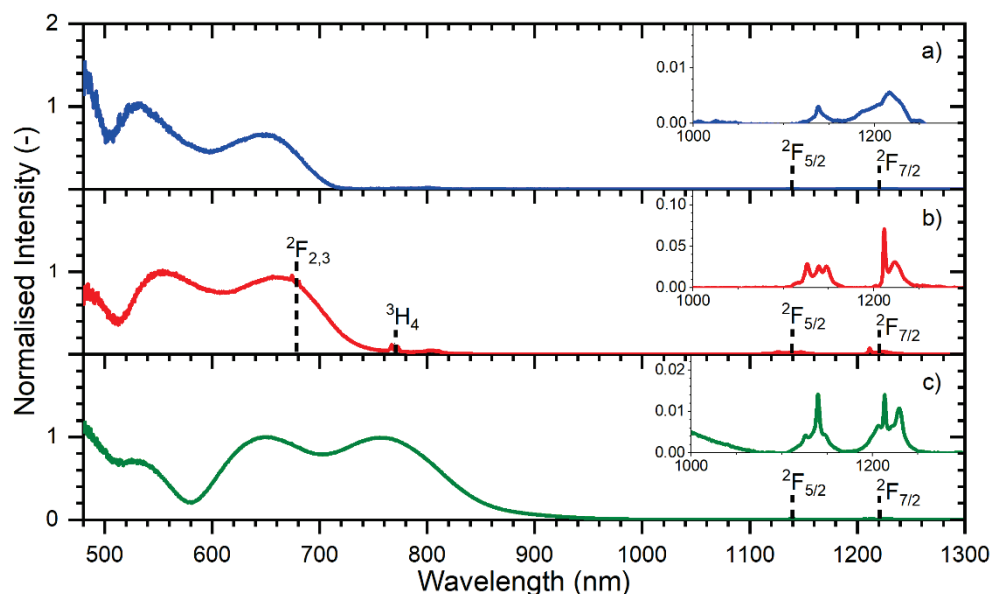 Normalised Intensity (-)
2
1
a)
0.01
0.00
1000
1200
²F₅/₂
²F₇/₂
1
b)
0.10
0.05
0.00
1000
1200
²F₂,₃
³H₄
²F₅/₂
²F₇/₂
1
0
c)
0.02
0.01
0.00
1000
1200
²F₅/₂
²F₇/₂
500 600 700 800 900 1000 1100 1200 1300
Wavelength (nm)